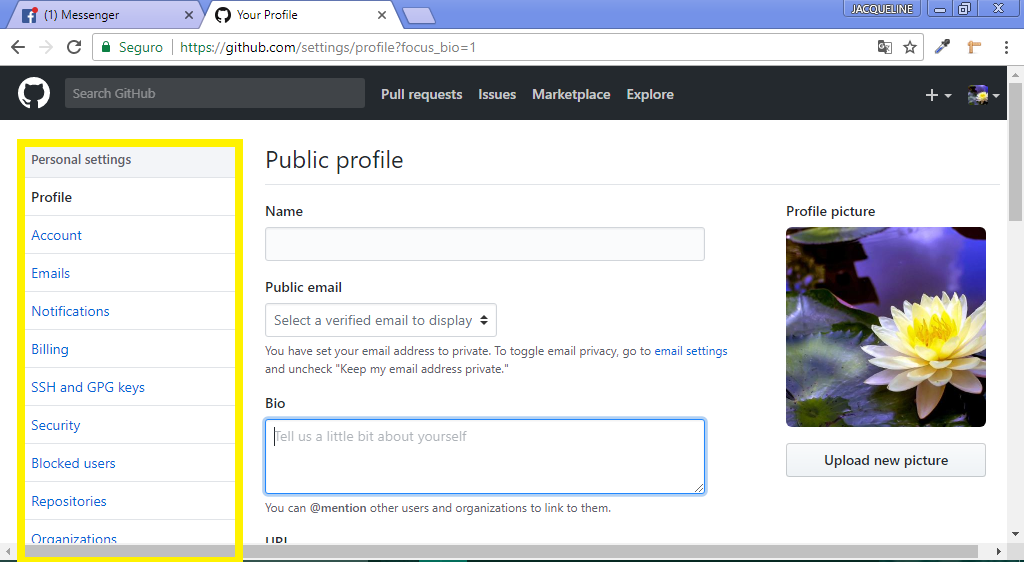 (1) Messenger
Your Profile
JACQUELINE
Seguro
https://github.com/settings/profile?focus_bio=1
Search GitHub
Pull requests
Issues
Marketplace
Explore
Personal settings
Profile
Account
Emails
Notifications
Billing
SSH and GPG keys
Security
Blocked users
Repositories
Organizations
Public profile
Name
Public email
Select a verified email to display
You have set your email address to private. To toggle email privacy, go to email settings
and uncheck "Keep my email address private."
Bio
Tell us a little bit about yourself
You can @mention other users and organizations to link to them.
URL
Profile picture
Upload new picture